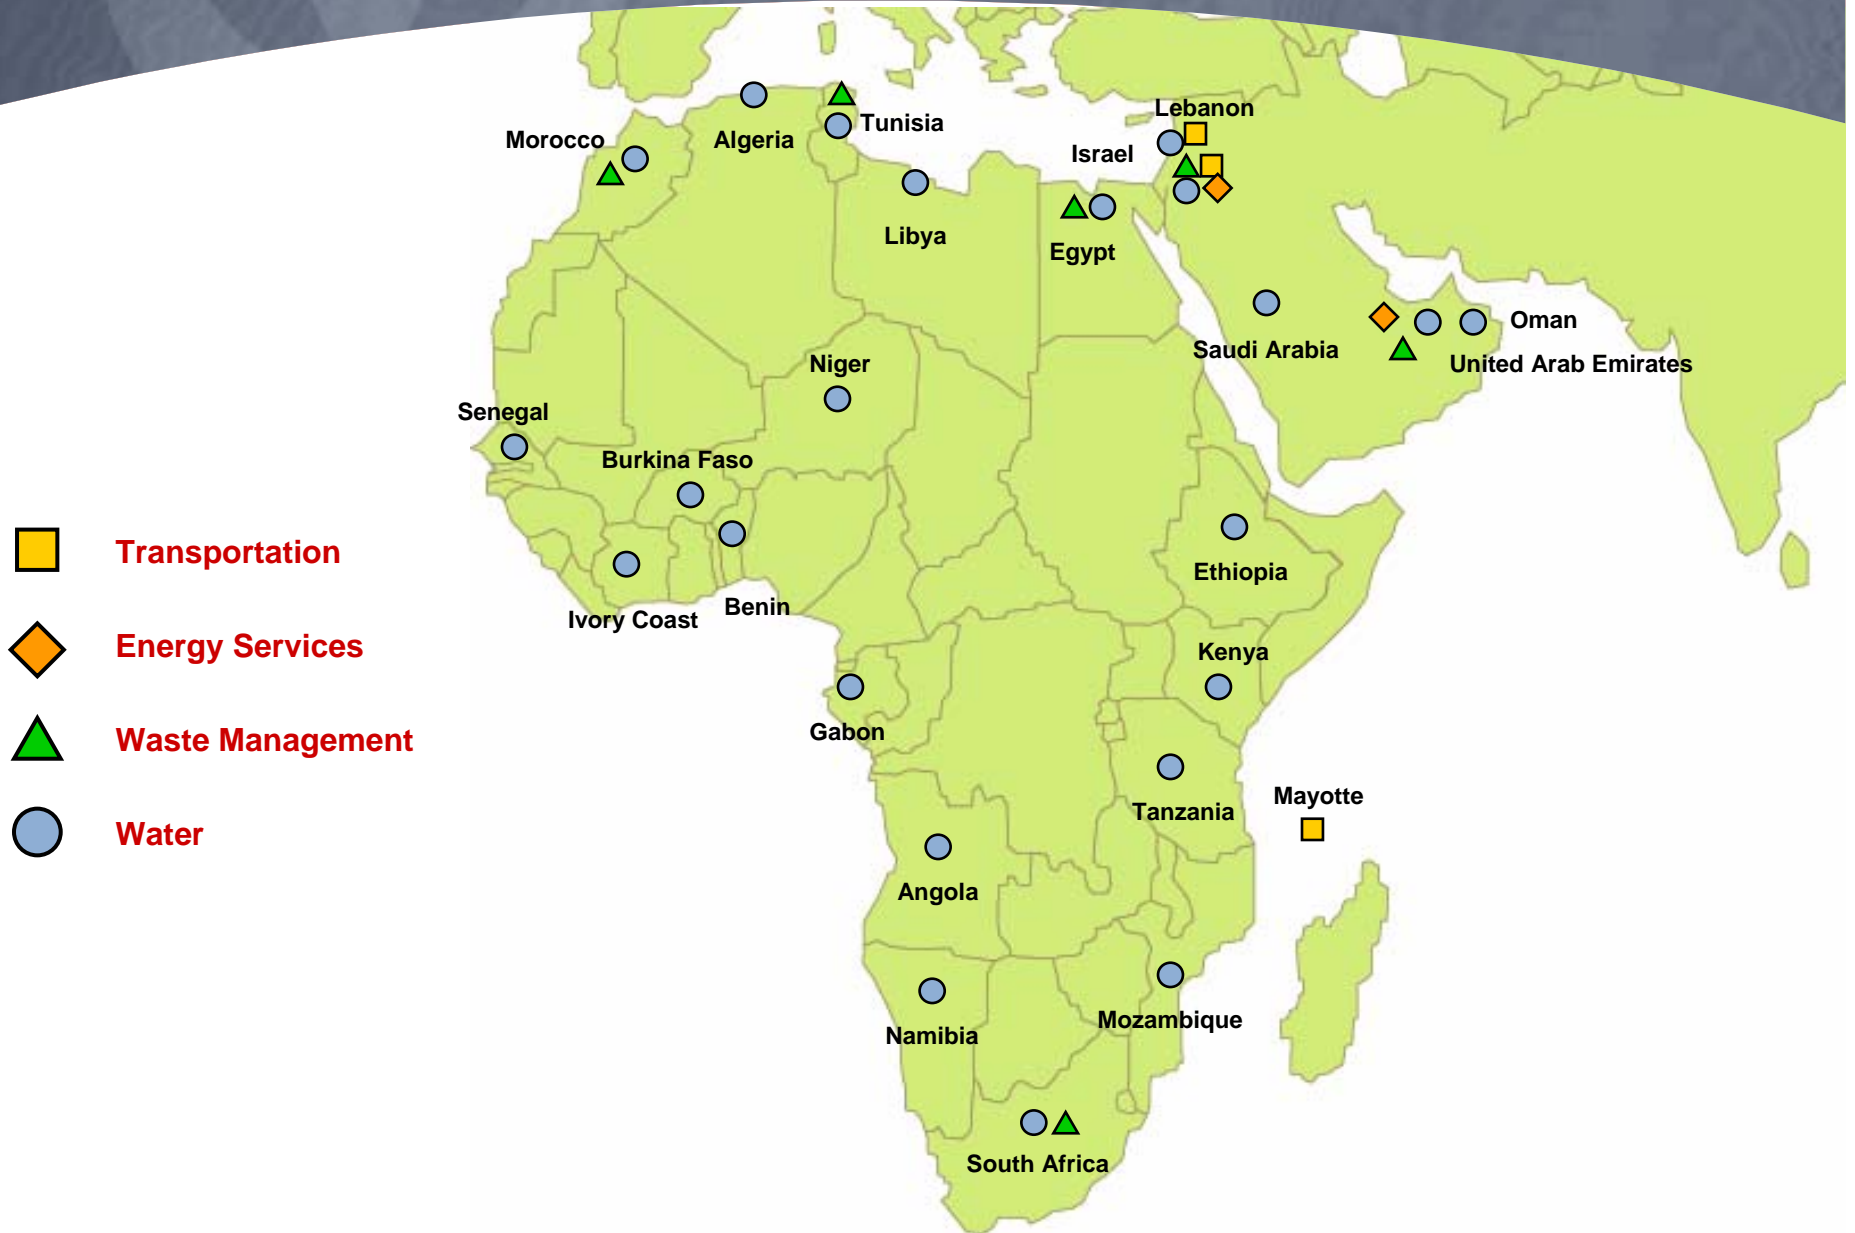 Lebanon
Tunisia
Morocco
Algeria
Israel
Libya
Egypt
Oman
Saudi Arabia
United Arab Emirates
Niger
Senegal
Burkina Faso
Transportation
Ethiopia
Benin
Ivory Coast
Energy Services
Kenya
Gabon
Waste Management
Mayotte
Tanzania
Water
Angola
Mozambique
Namibia
South Africa